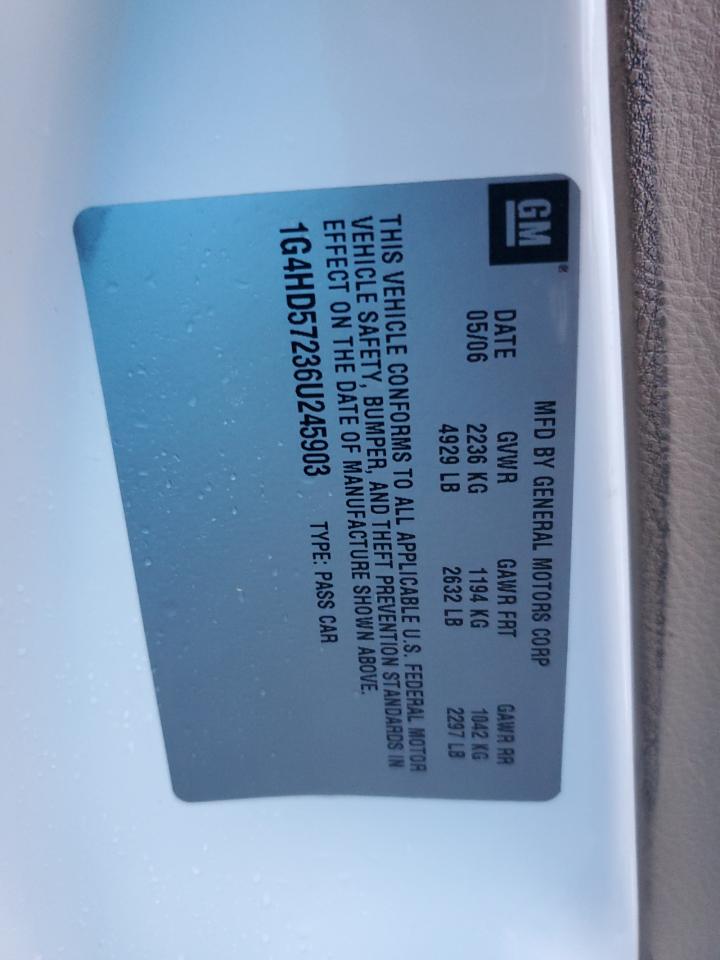 GM
MFD BY GENERAL MOTORS CORP
DATE GVWR GAWR FRT GAWR RR
05/06 2236 KG 1194 KG 1042 KG
4929 LB 2632 LB 2297 LB
THIS VEHICLE CONFORMS TO ALL APPLICABLE U.S. FEDERAL MOTOR
VEHICLE SAFETY, BUMPER, AND THEFT PREVENTION STANDARDS IN
EFFECT ON THE DATE OF MANUFACTURE SHOWN ABOVE.
1G4HD57236U245903 TYPE: PASS CAR